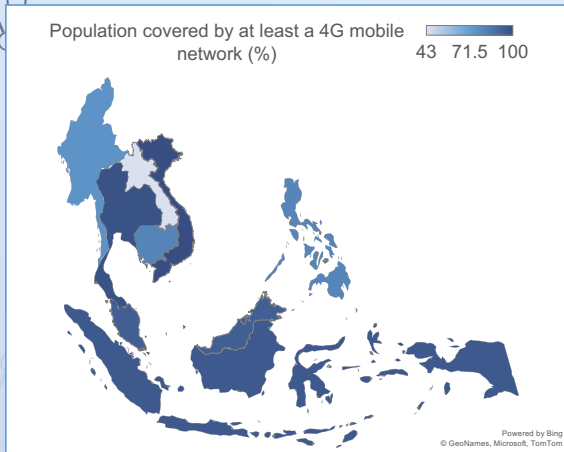 Population covered by at least a 4G mobile
network (%)
43 71.5 100
Powered by Bing
© GeoNames, Microsoft, TomTom